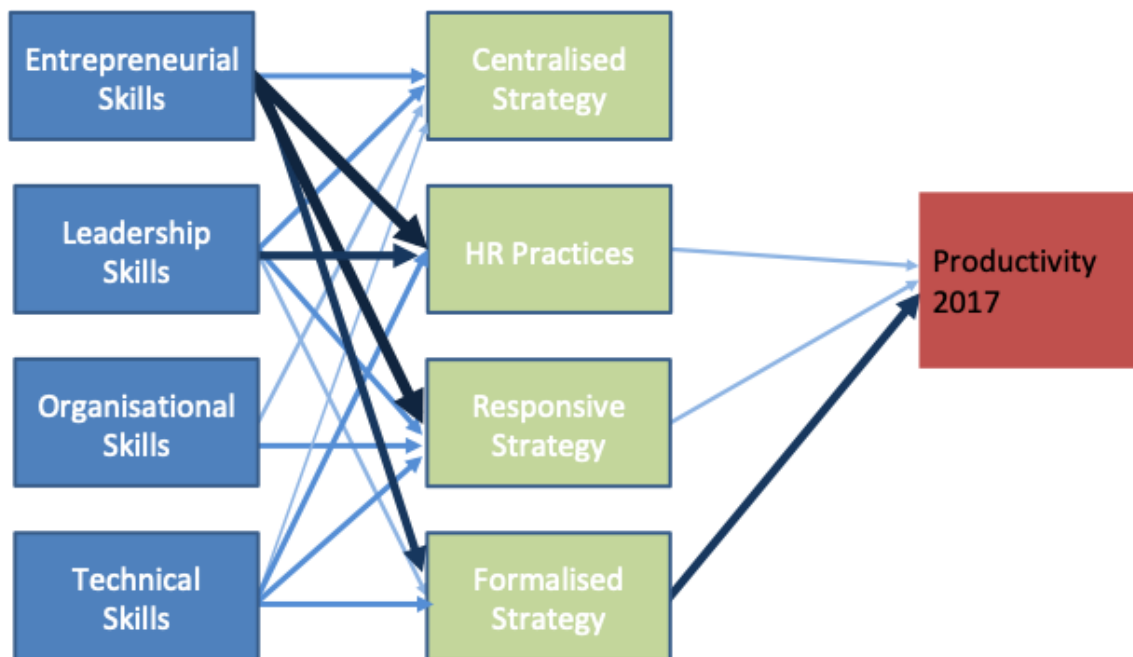 Entrepreneurial
Skills
Leadership
Skills
Organisational
Skills
Technical
Skills
Centralised
Strategy
HR Practices
Responsive
Strategy
Formalised
Strategy
Productivity
2017